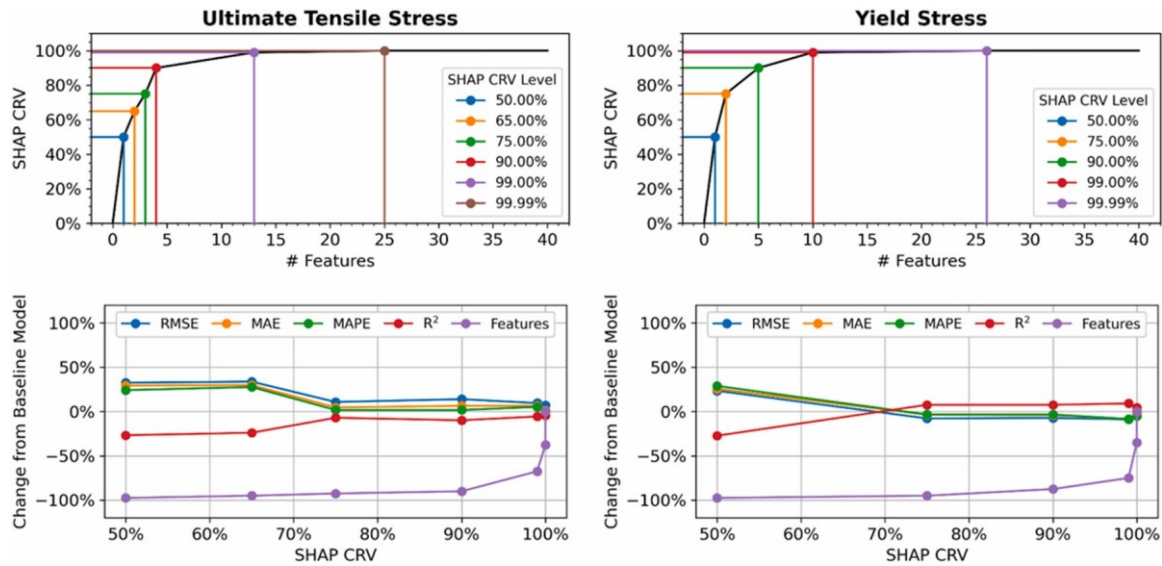 Ultimate Tensile Stress
100%
80%
60%
40%
20%
0%
SHAP CRV
SHAP CRV Level
50.00%
65.00%
75.00%
90.00%
99.00%
99.99%
0 5 10 15 20 25 30 35 40
# Features
Yield Stress
100%
80%
60%
40%
20%
0%
SHAP CRV
SHAP CRV Level
50.00%
75.00%
90.00%
99.00%
99.99%
0 5 10 15 20 25 30 35 40
# Features
Change from Baseline Model
100%
50%
0%
−50%
−100%
RMSE MAE MAPE R² Features
50% 60% 70% 80% 90% 100%
SHAP CRV
Change from Baseline Model
100%
50%
0%
−50%
−100%
RMSE MAE MAPE R² Features
50% 60% 70% 80% 90% 100%
SHAP CRV